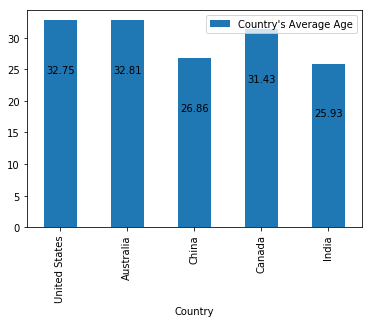 Country's Average Age
30
25
20
15
10
5
0
32.75
32.81
26.86
31.43
25.93
United States
Australia
China
Canada
India
Country